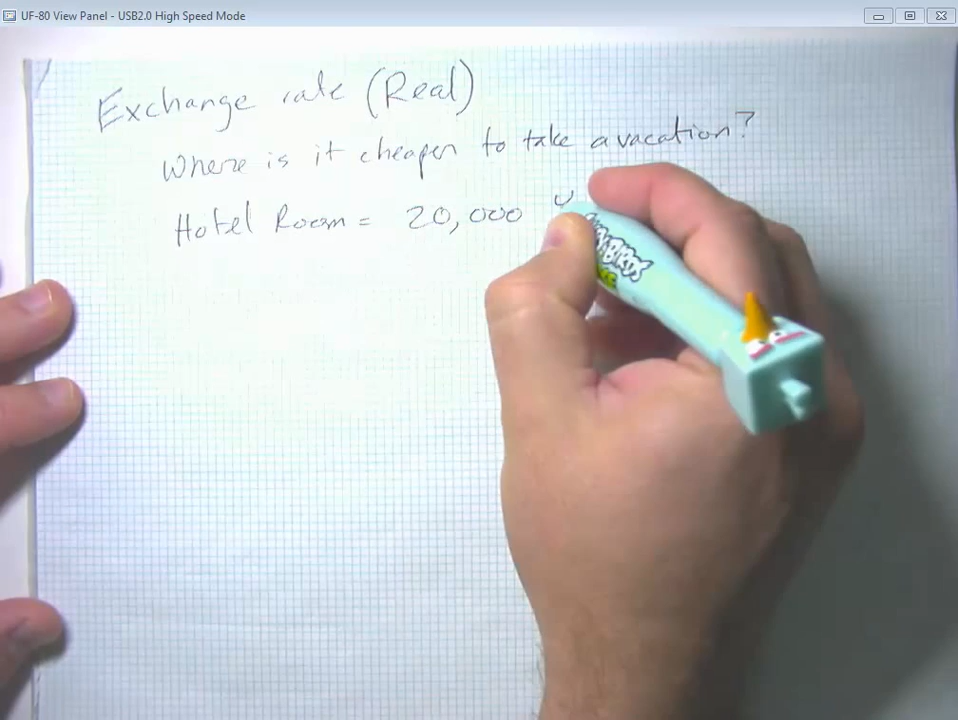 UF-80 View Panel - USB2.0 High Speed Mode
Exchange rate (Real)
Where is it cheaper to take a vacation?
Hotel Room = 20,000
BIRDS